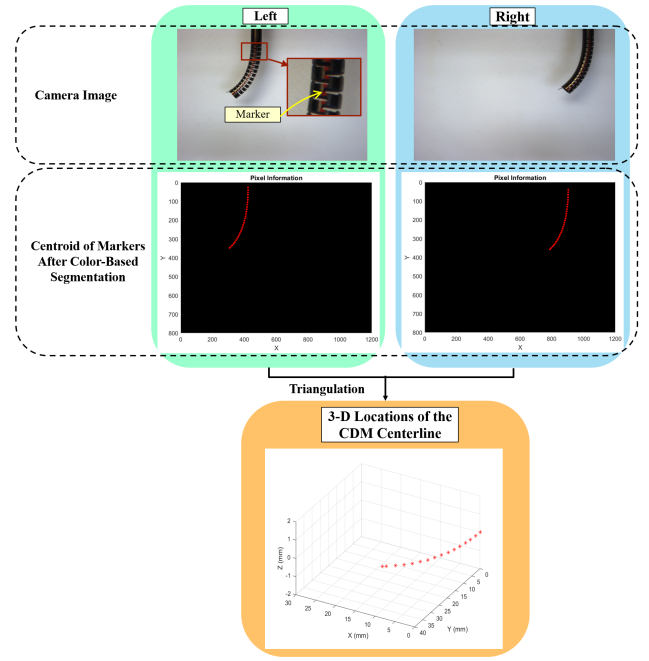 Left
Right
Camera Image
Marker
Centroid of Markers
After Color-Based
Segmentation
Pixel Information
0
100
200
300
400
500
600
700
800
Y
0
200
400
600
800
1000
1200
X
Pixel Information
0
100
200
300
400
500
600
700
800
Y
0
200
400
600
800
1000
1200
X
Triangulation
3-D Locations of the
CDM Centerline
2
1
0
-1
-2
Z (mm)
30
25
20
15
10
5
0
X (mm)
0
5
10
15
20
25
30
35
40
Y (mm)